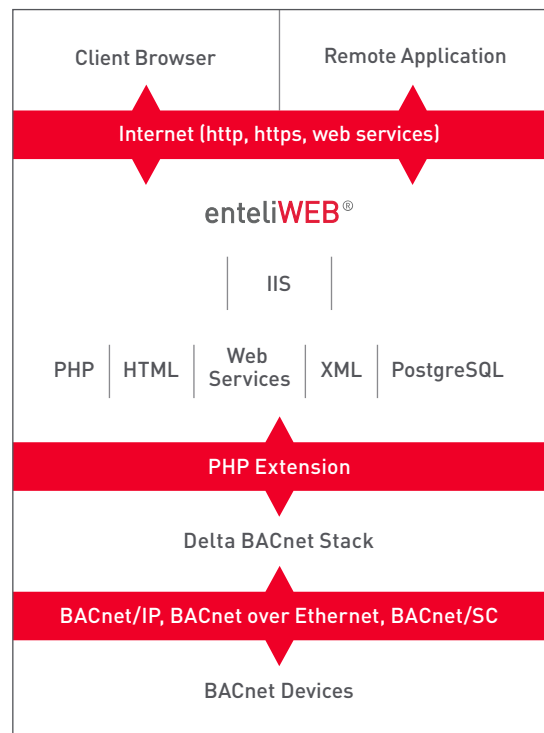 Client Browser
Remote Application
Internet (http, https, web services)
enteliWEB®
IIS
PHP
HTML
Web
Services
XML
PostgreSQL
PHP Extension
Delta BACnet Stack
BACnet/IP, BACnet over Ethernet, BACnet/SC
BACnet Devices